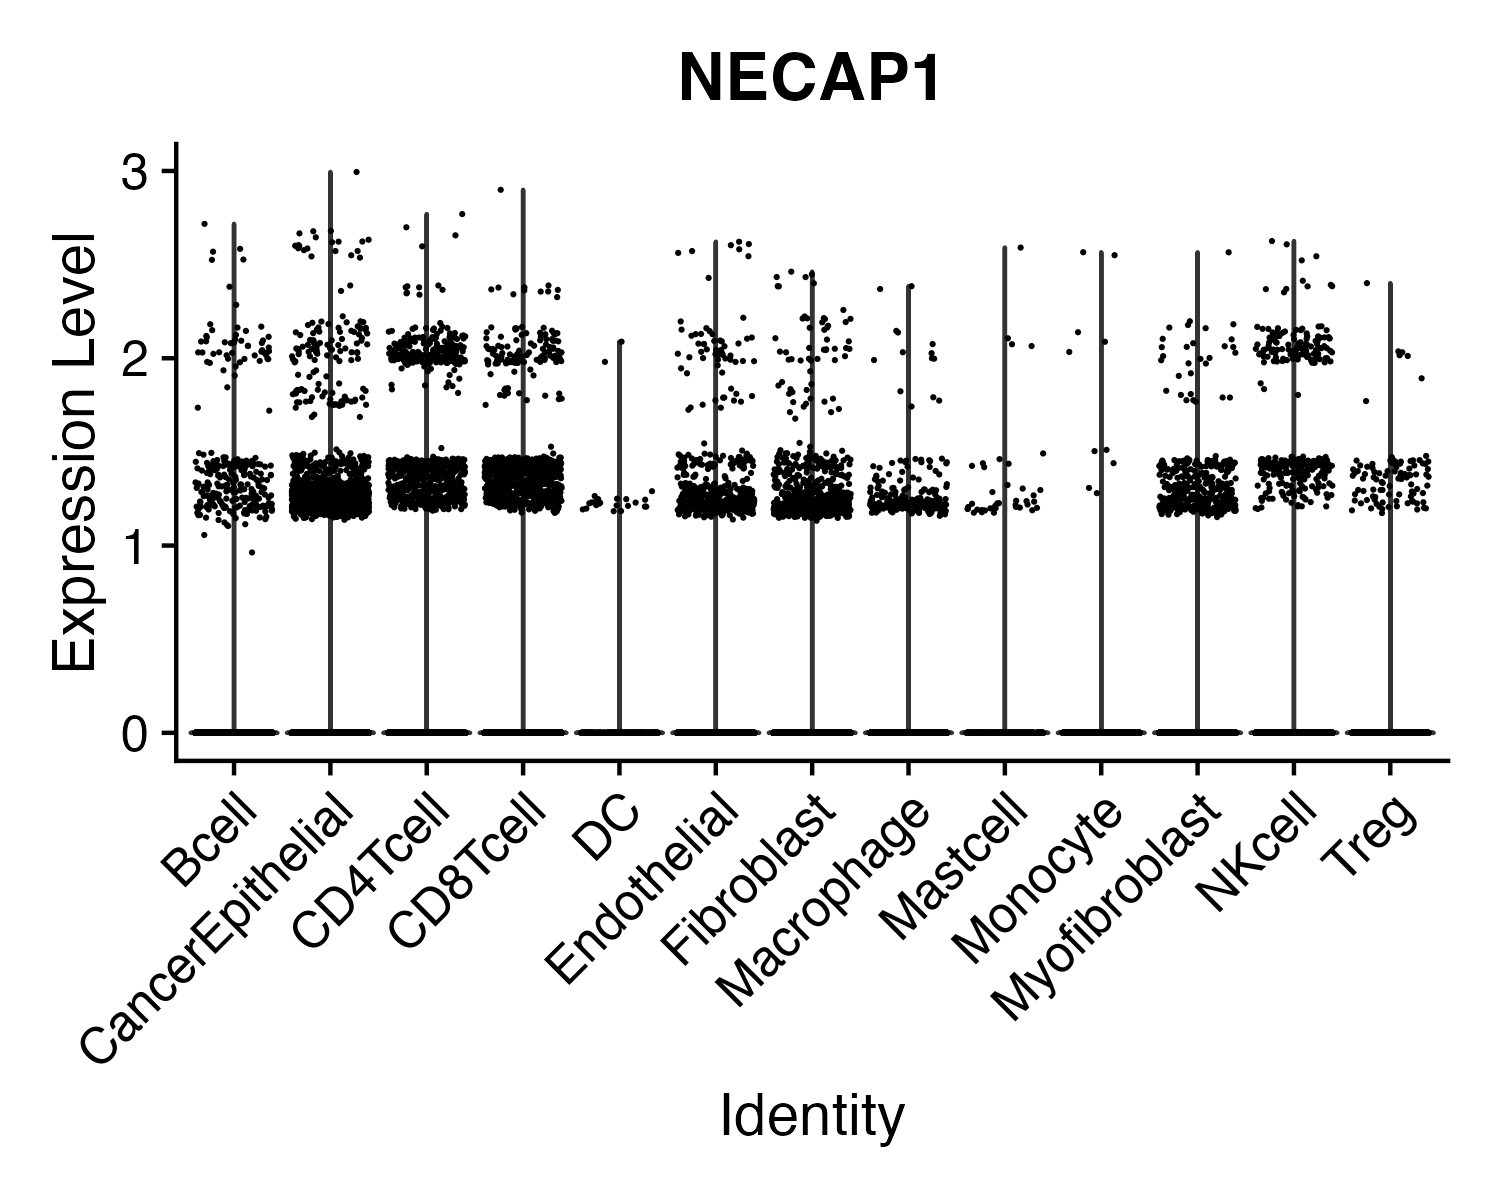 NECAP1
Expression Level
3
2
1
0
Bcell
CancerEpithelial
CD4Tcell
CD8Tcell
DC
Endothelial
Fibroblast
Macrophage
Mastcell
Monocyte
Myofibroblast
NKcell
Treg
Identity